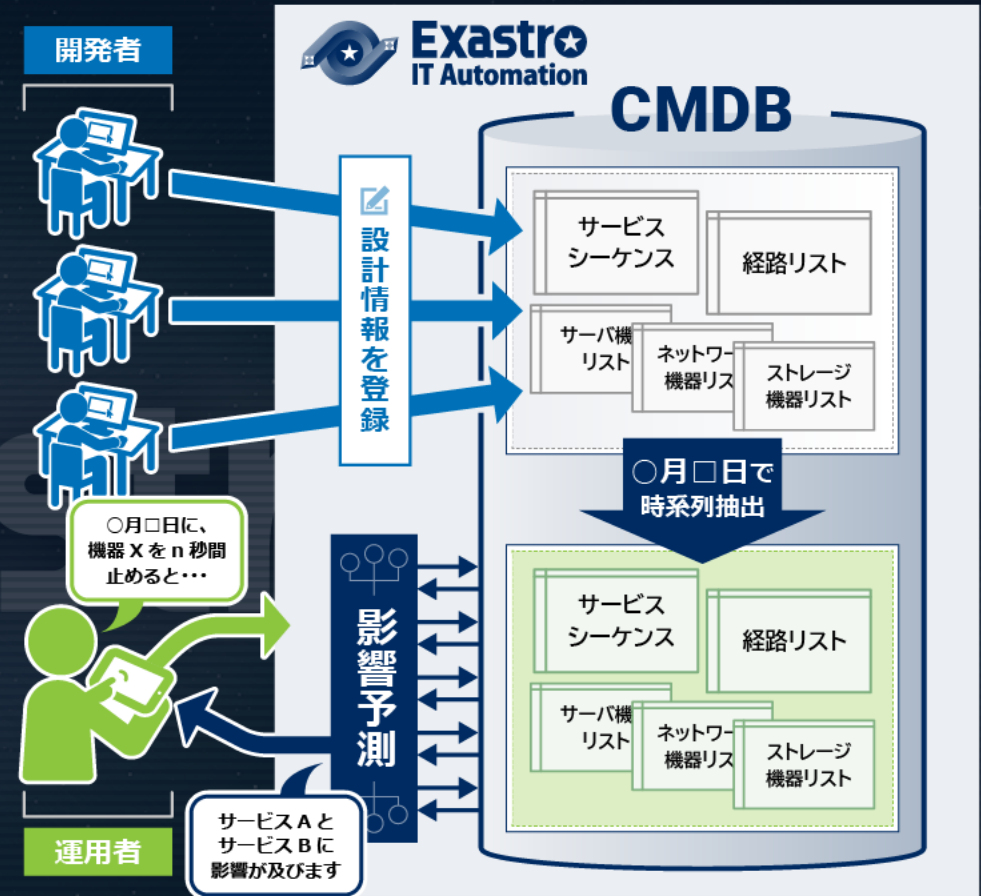 開発者
Exastro
IT Automation
CMDB
設計情報を登録
サービス
シーケンス
経路リスト
サーバ機
リスト
ネットワー
機器リス
ストレージ
機器リスト
○月□日で
時系列抽出
○月□日に、
機器Xをn秒間
止めると･･･
影響予測
サービス
シーケンス
経路リスト
サーバ機
リスト
ネットワー
機器リス
ストレージ
機器リスト
サービスAと
サービスBに
影響が及びます
運用者